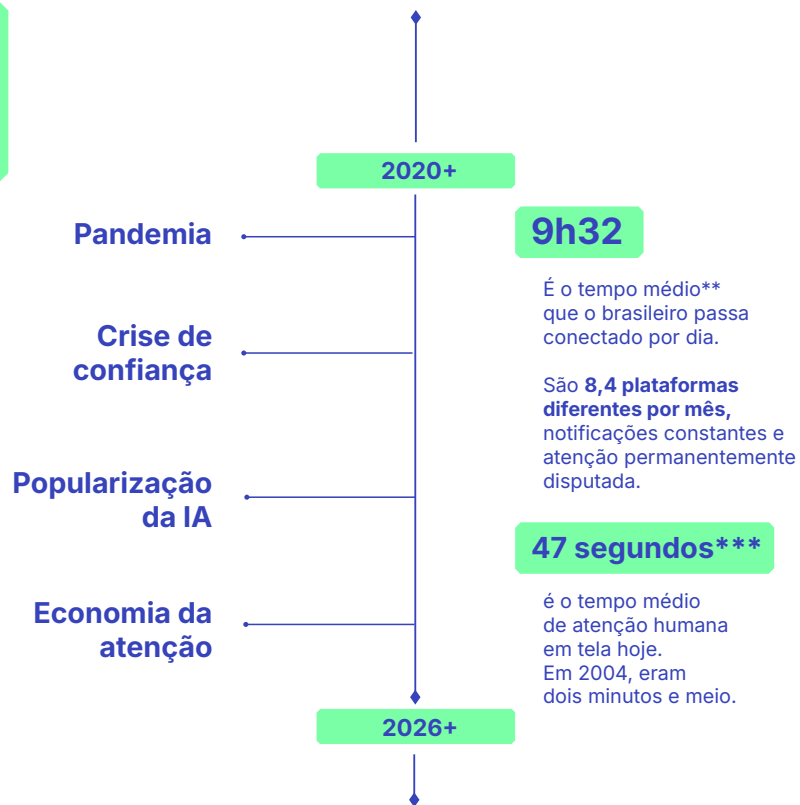 2020+
Pandemia
Crise de
confiança
Popularização
da IA
Economia da
atenção
9h32
É o tempo médio**
que o brasileiro passa
conectado por dia.
São 8,4 plataformas
diferentes por mês,
notificações constantes e
atenção permanentemente
disputada.
47 segundos***
é o tempo médio
de atenção humana
em tela hoje.
Em 2004, eram
dois minutos e meio.
2026+